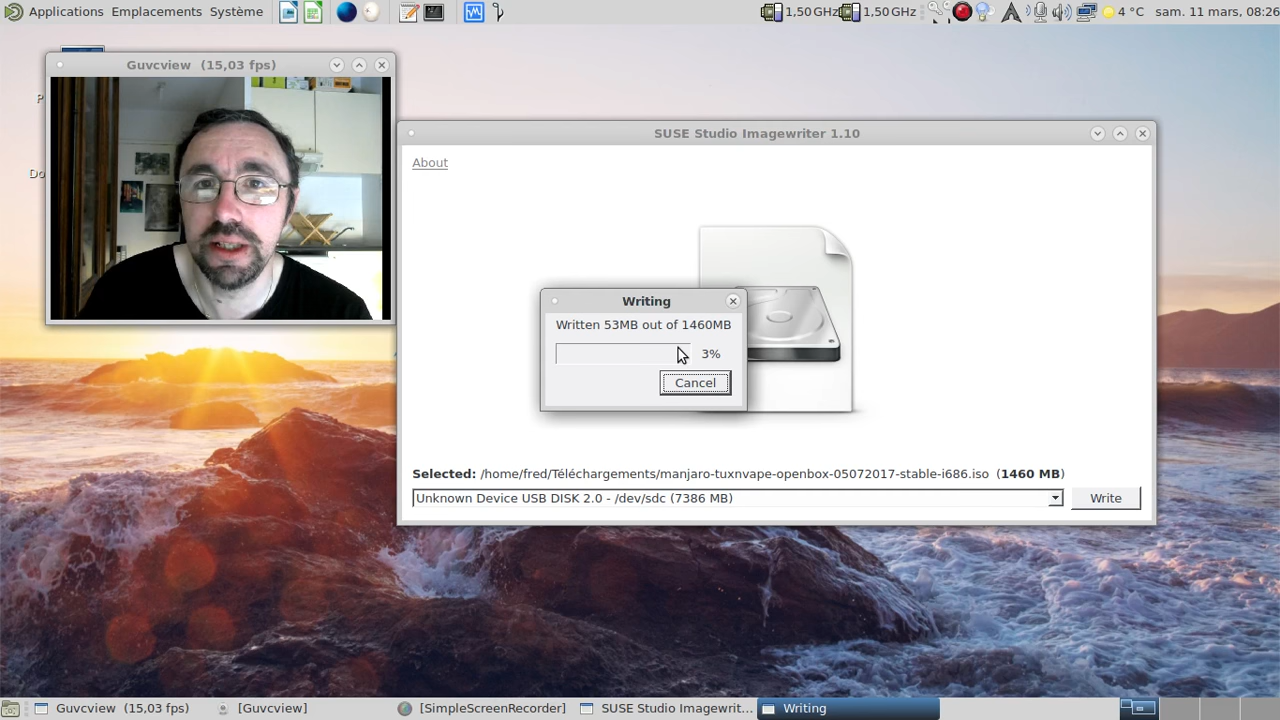 Applications Emplacements Système
1,50 GHz 1,50 GHz 4 °C sam. 11 mars, 08:26
Guvcview (15,03 fps)
SUSE Studio Imagewriter 1.10
About
Writing
Written 53MB out of 1460MB
3%
Cancel
Selected: /home/fred/Téléchargements/manjaro-tuxnvape-openbox-05072017-stable-i686.iso (1460 MB)
Unknown Device USB DISK 2.0 - /dev/sdc (7386 MB) Write
Guvcview (15,03 fps) [Guvcview] [SimpleScreenRecorder] SUSE Studio Imagewrit... Writing